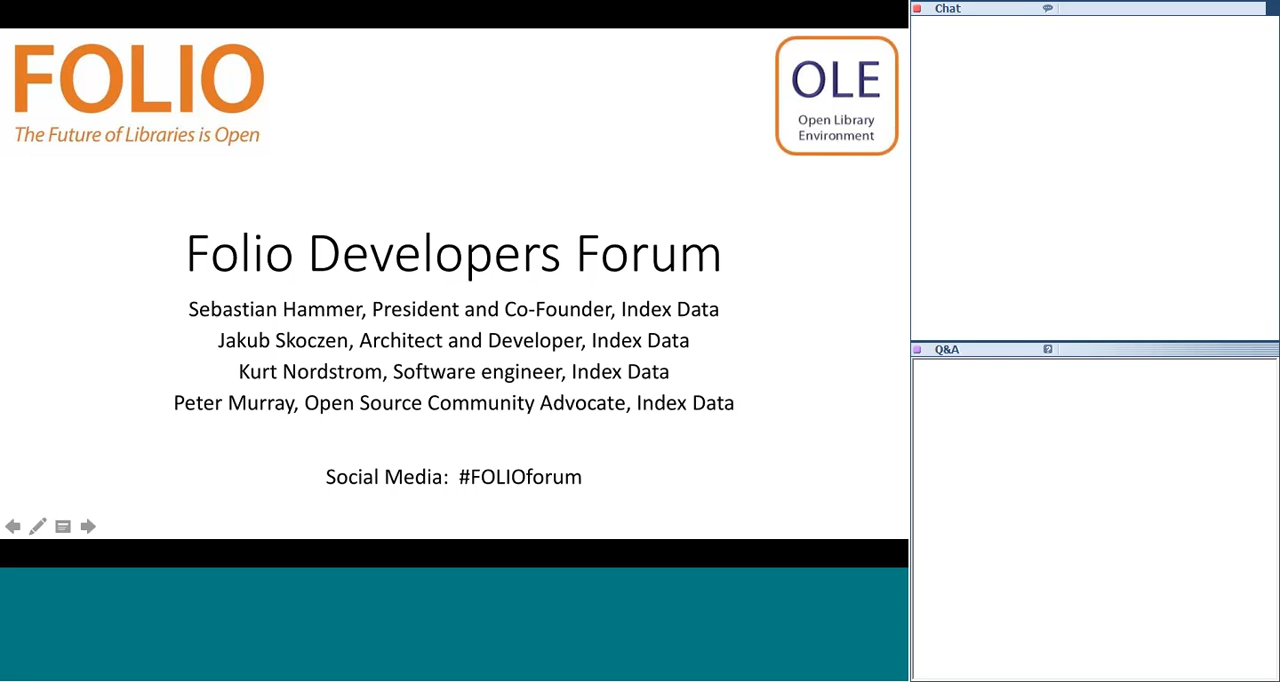 FOLIO
The Future of Libraries is Open
OLE
Open Library
Environment
Folio Developers Forum
Sebastian Hammer, President and Co-Founder, Index Data
Jakub Skoczen, Architect and Developer, Index Data
Kurt Nordstrom, Software engineer, Index Data
Peter Murray, Open Source Community Advocate, Index Data
Social Media:  #FOLIOforum
Chat
Q&A